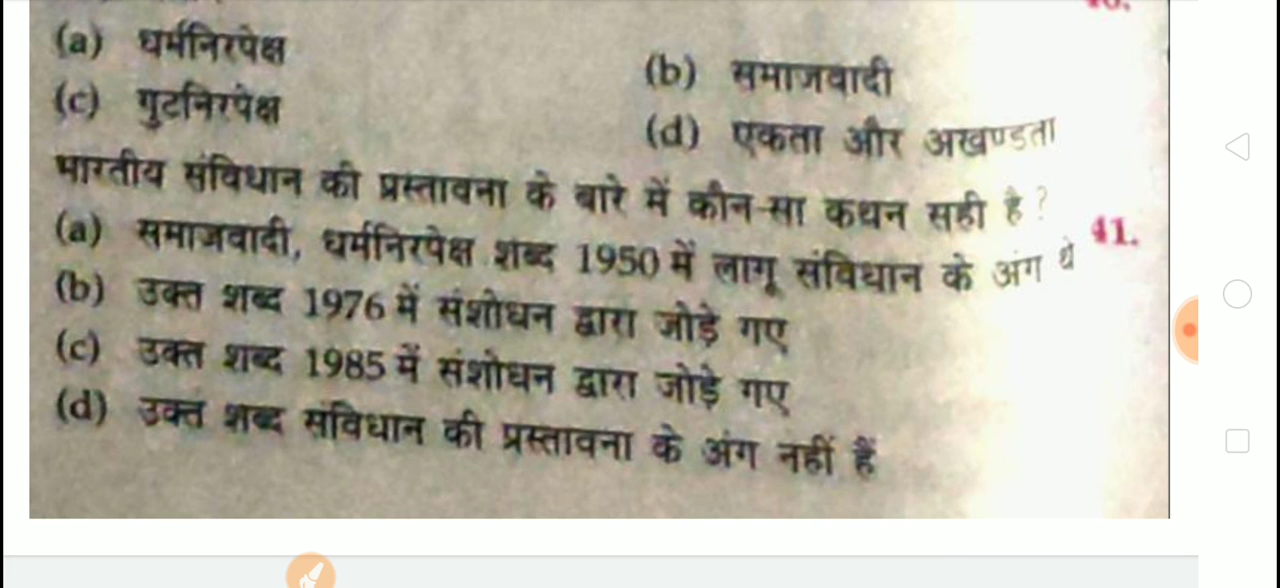 (a) धर्मनिरपेक्ष
(b) समाजवादी
(c) गुटनिरपेक्ष
(d) एकता और अखण्डता
भारतीय संविधान की प्रस्तावना के बारे में कौन-सा कथन सही है?
41.
(a) समाजवादी, धर्मनिरपेक्ष शब्द 1950 में लागू संविधान के अंग थे
(b) उक्त शब्द 1976 में संशोधन द्वारा जोड़े गए
(c) उक्त शब्द 1985 में संशोधन द्वारा जोड़े गए
(d) उक्त शब्द संविधान की प्रस्तावना के अंग नहीं हैं